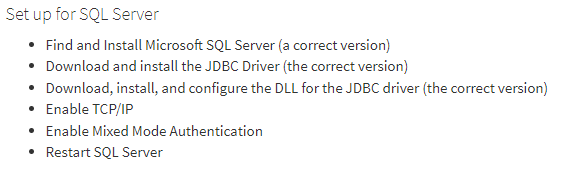 Set up for SQL Server
• Find and Install Microsoft SQL Server (a correct version)
• Download and install the JDBC Driver (the correct version)
• Download, install, and configure the DLL for the JDBC driver (the correct version)
• Enable TCP/IP
• Enable Mixed Mode Authentication
• Restart SQL Server